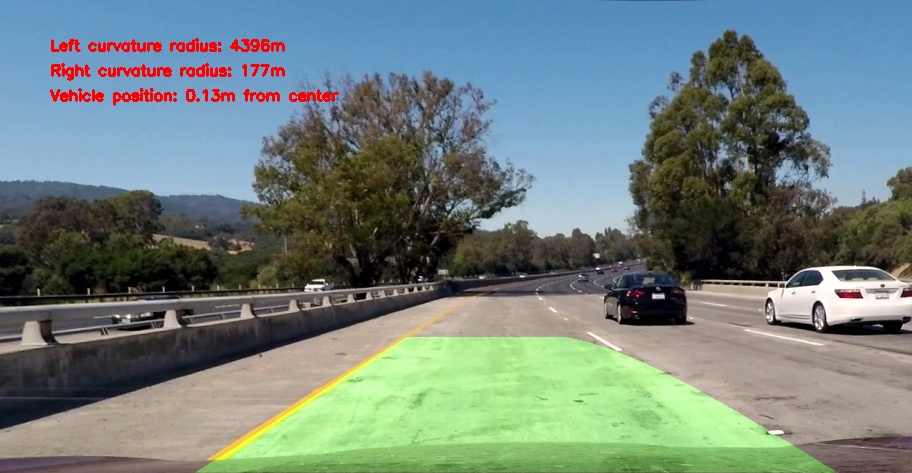 Left curvature radius: 4396m
Right curvature radius: 177m
Vehicle position: 0.13m from center